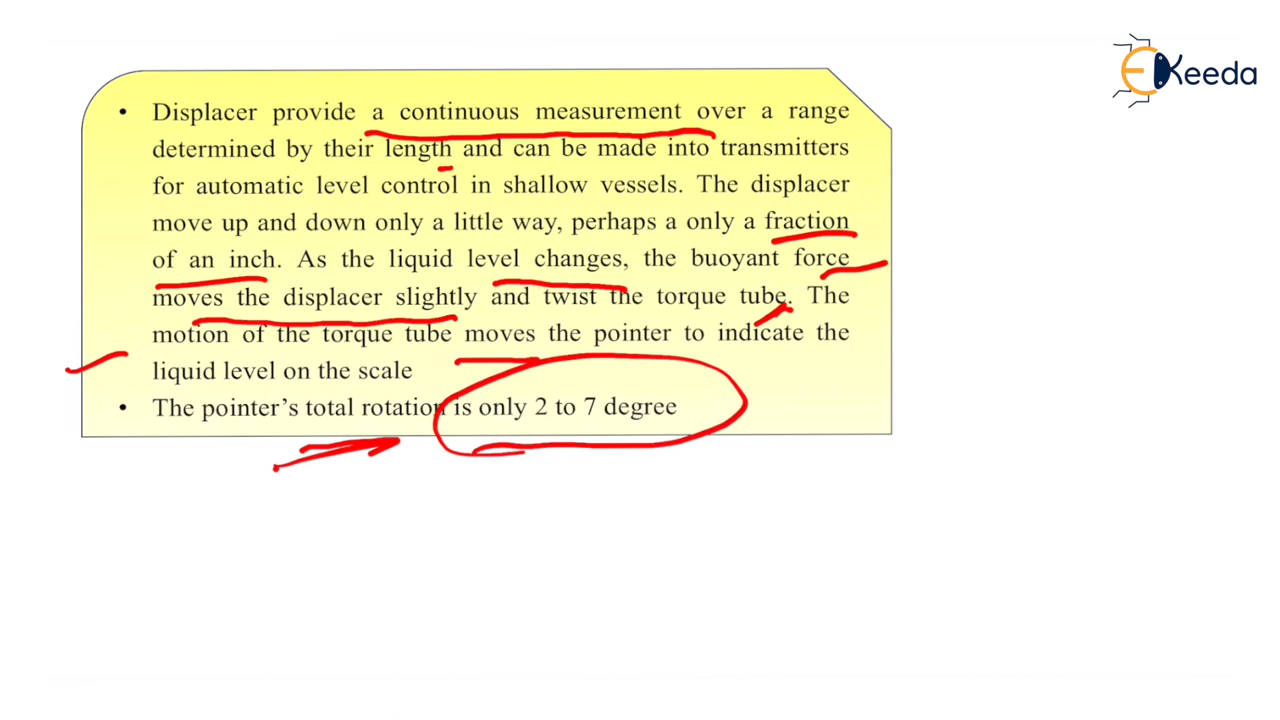 EKeeda
• Displacer provide a continuous measurement over a range
determined by their length and can be made into transmitters
for automatic level control in shallow vessels. The displacer
move up and down only a little way, perhaps a only a fraction
of an inch. As the liquid level changes, the buoyant force
moves the displacer slightly and twist the torque tube. The
motion of the torque tube moves the pointer to indicate the
liquid level on the scale
• The pointer's total rotation is only 2 to 7 degree